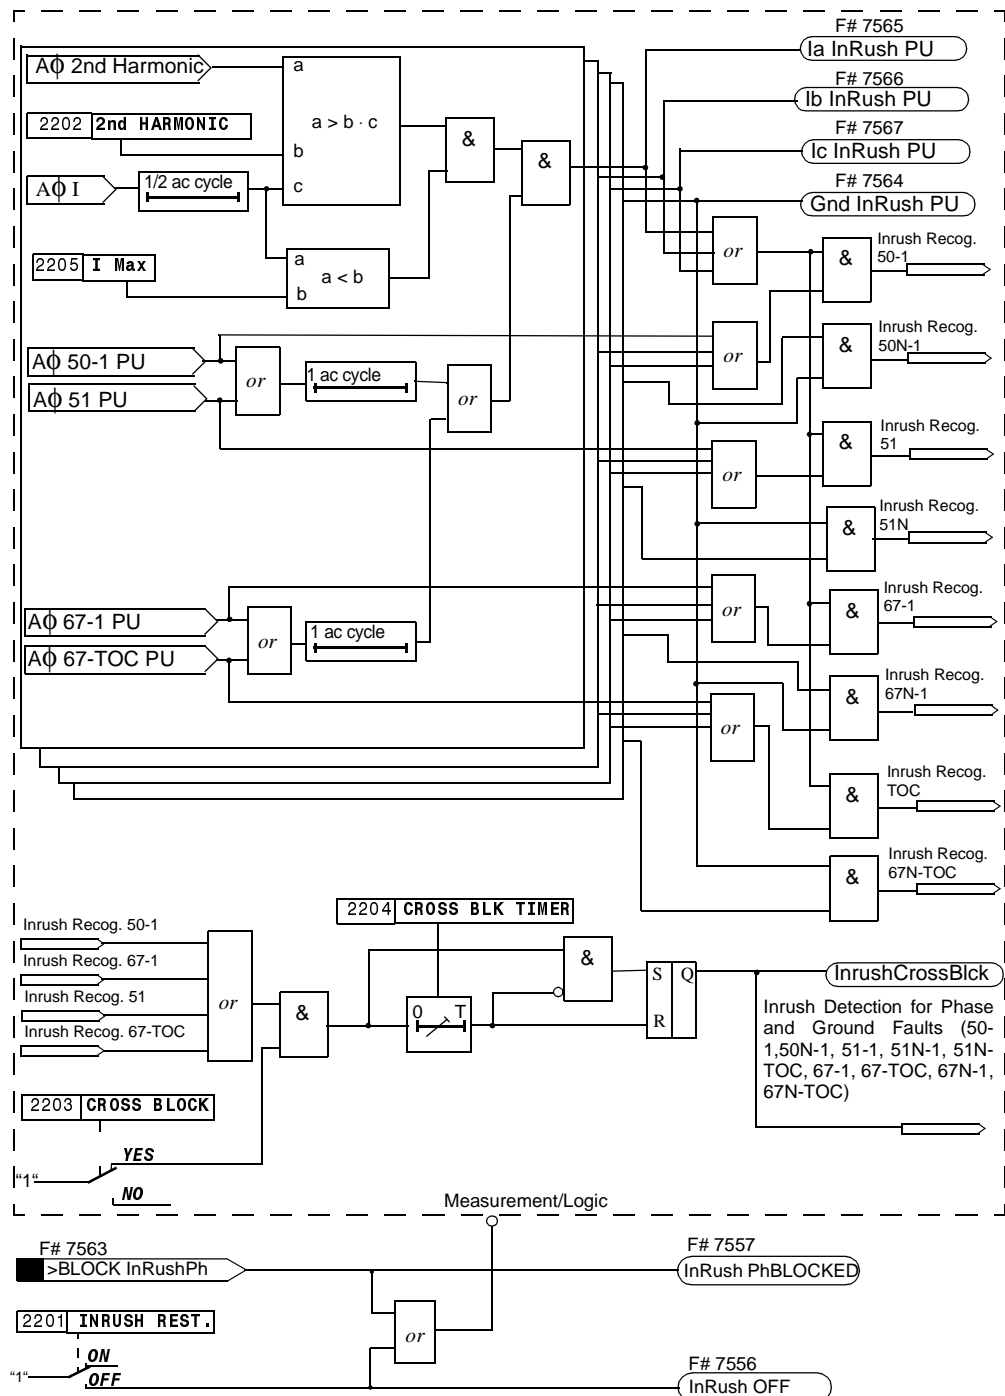 F# 7565
Ia InRush PU
F# 7566
Ib InRush PU
F# 7567
Ic InRush PU
F# 7564
Gnd InRush PU
AΦ 2nd Harmonic
a
a > b · c
b
c
2202 2nd HARMONIC
AΦ I
1/2 ac cycle
&
&
2205 I Max
a
a < b
b
or
&
Inrush Recog.
50-1
AΦ 50-1 PU
or
1 ac cycle
or
or
&
Inrush Recog.
50N-1
AΦ 51 PU
or
&
Inrush Recog.
51
&
Inrush Recog.
51N
AΦ 67-1 PU
or
1 ac cycle
or
&
Inrush Recog.
67-1
AΦ 67-TOC PU
&
Inrush Recog.
67N-1
or
&
Inrush Recog.
TOC
&
Inrush Recog.
67N-TOC
2204 CROSS BLK TIMER
Inrush Recog. 50-1
Inrush Recog. 67-1
Inrush Recog. 51
Inrush Recog. 67-TOC
or
&
0 T
&
S Q
R
InrushCrossBlck
Inrush Detection for Phase
and Ground Faults (50-
1,50N-1, 51-1, 51N-1, 51N-
TOC, 67-1, 67-TOC, 67N-1,
67N-TOC)
2203 CROSS BLOCK
YES
“1“
NO
Measurement/Logic
F# 7563
>BLOCK InRushPh
F# 7557
InRush PhBLOCKED
2201 INRUSH REST.
or
ON
"1“
OFF
F# 7556
InRush OFF